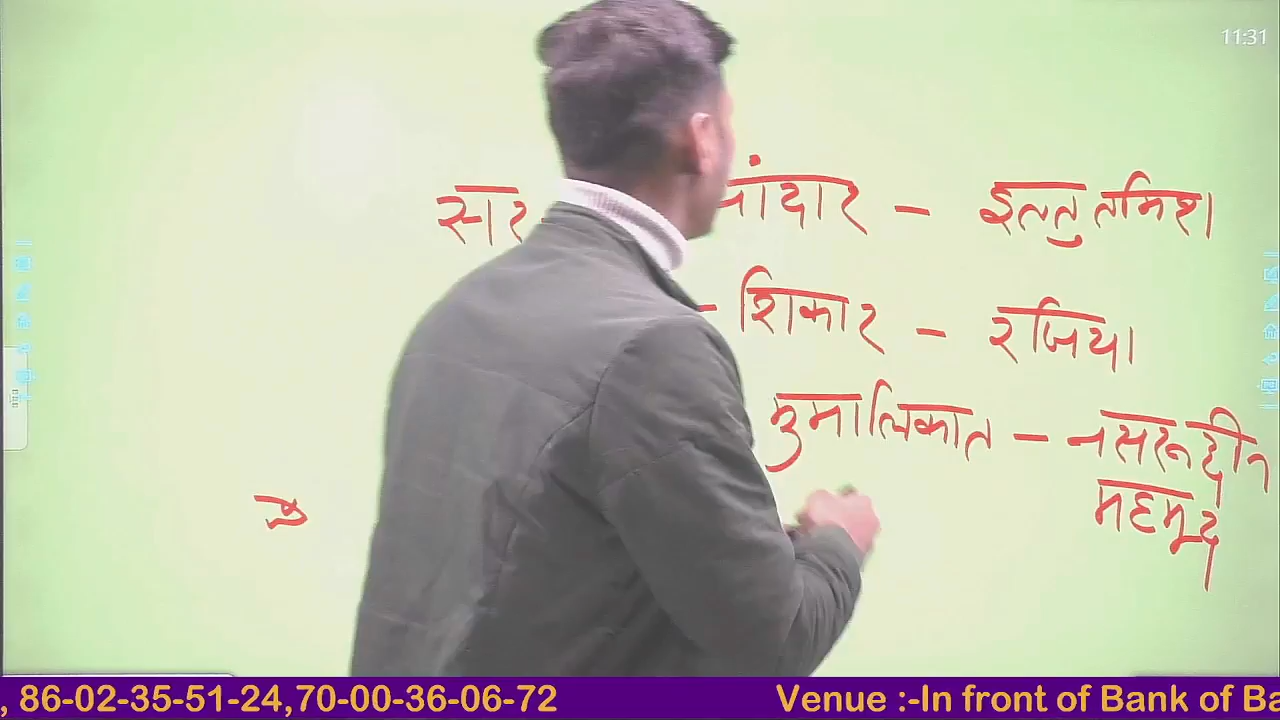 11:31
सर जांदार – इल्तुतमिश
– शिकार – रजिया
मुमालिकात – नसरूद्दीन
महमूद
, 86-02-35-51-24,70-00-36-06-72 Venue :-In front of Bank of Ba